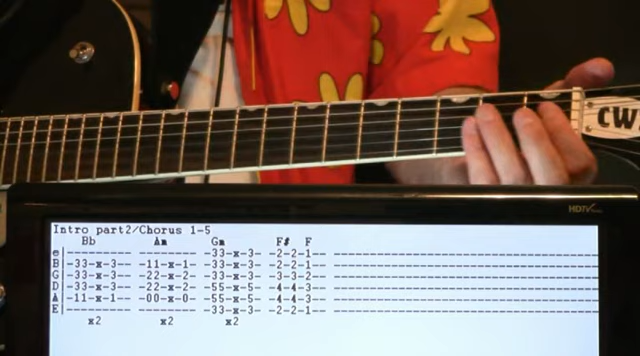 CW
HDTV
Intro part2/Chorus 1-5
Bb Am Gm F# F
e|------- -------- -33-x-3- -2-2-1- --------------------------------
B|-33-x-3- -11-x-1- -33-x-3- -2-2-1- --------------------------------
G|-33-x-3- -22-x-2- -33-x-3- -3-3-2 --------------------------------
D|-33-x-3- -22-x-2- -55-x-5- -4-4-3 --------------------------------
A|-11-x-1- -00-x-0- -55-x-5- -4-4-3 --------------------------------
E|------- -------- -33-x-3- -2-2-1- --------------------------------
x2 x2 x2